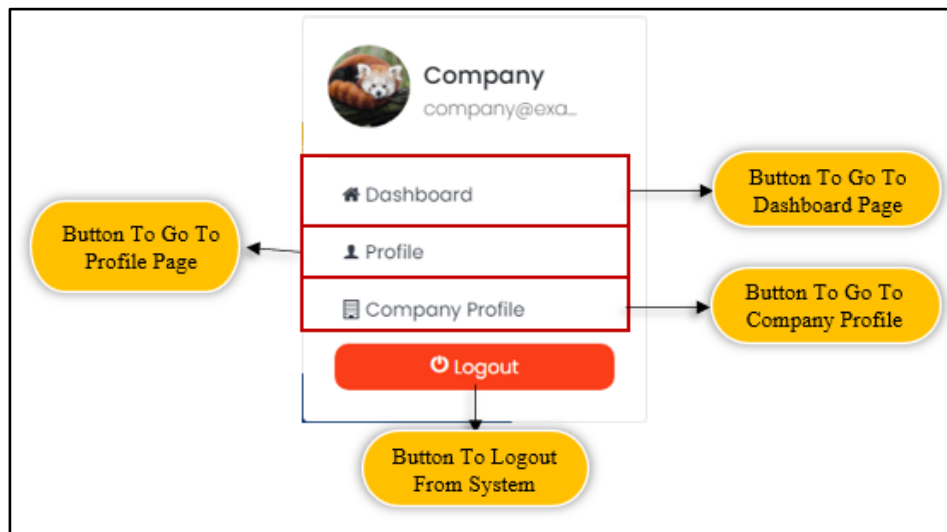 Company
company@exa...
Dashboard
Button To Go To
Dashboard Page
Button To Go To
Profile Page
Profile
Company Profile
Button To Go To
Company Profile
Logout
Button To Logout
From System